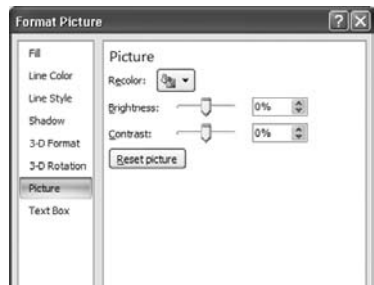 Format Picture
Fill
Line Color
Line Style
Shadow
3-D Format
3-D Rotation
Picture
Text Box
Picture
Recolor:
Brightness: 0%
Contrast: 0%
Reset picture